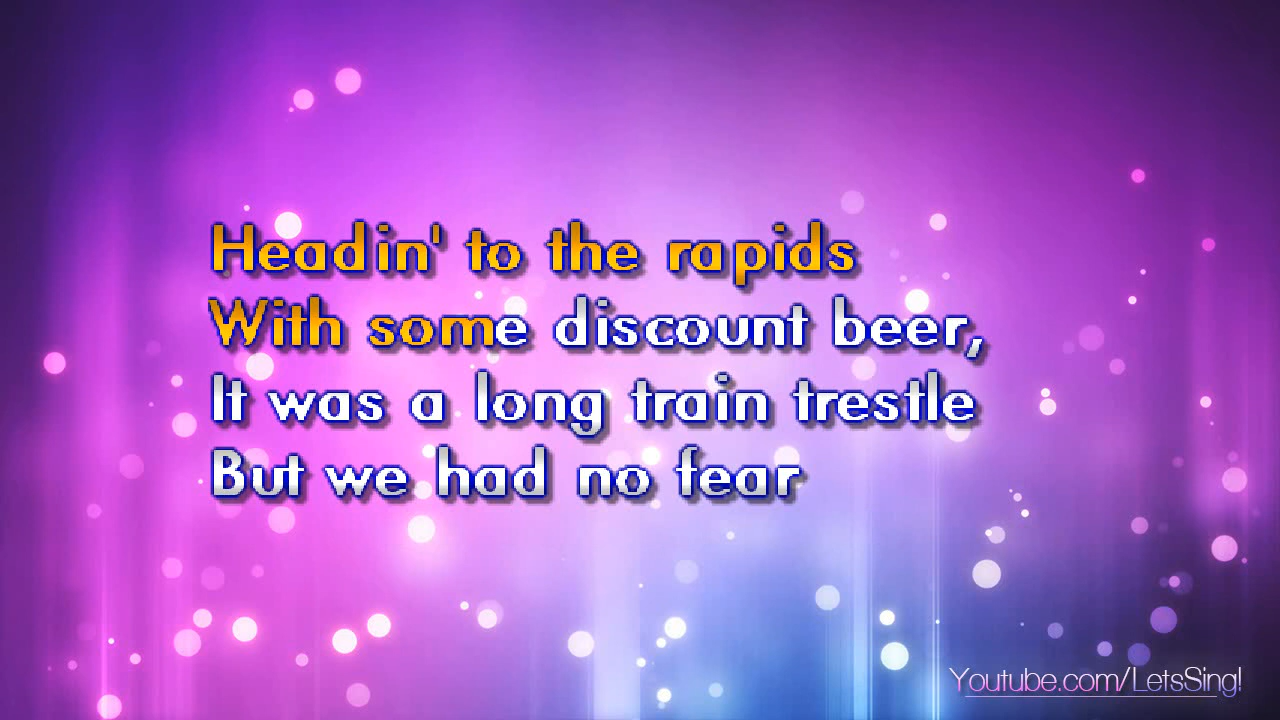 Headin' to the rapids
With some discount beer,
It was a long train trestle
But we had no fear
Youtube.com/LetsSing!